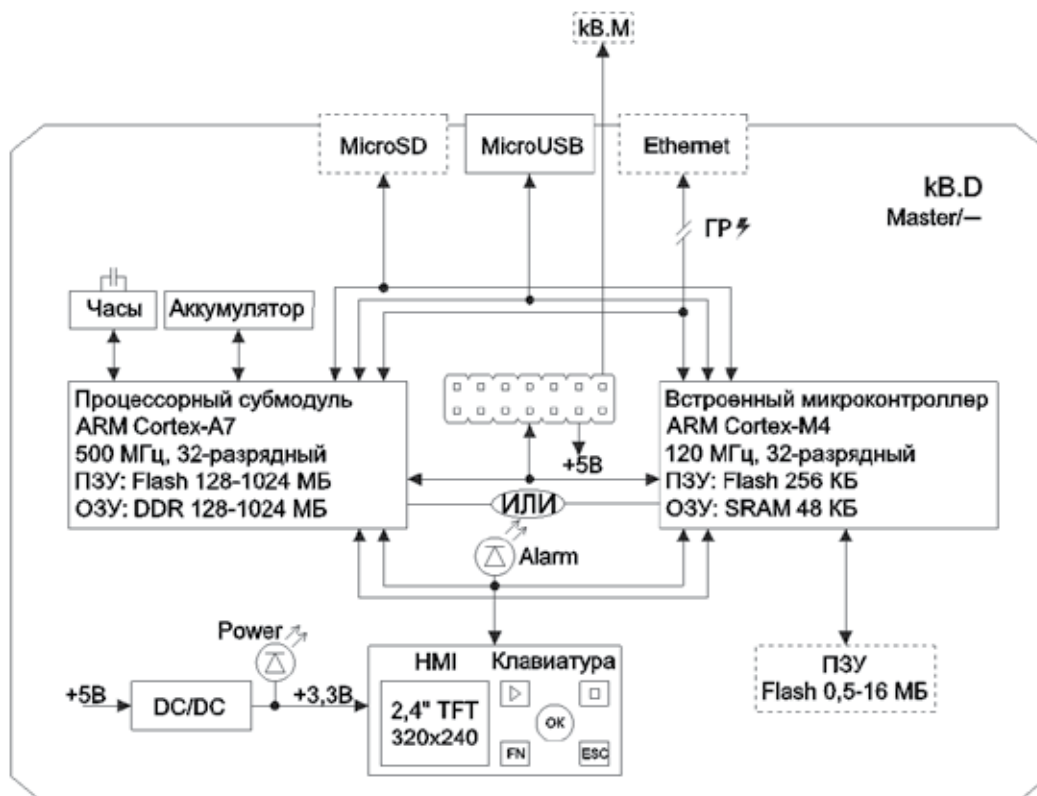 kB.M
MicroSD
MicroUSB
Ethernet
kB.D
Master/—
ГР
Часы
Аккумулятор
Процессорный субмодуль
ARM Cortex-A7
500 МГц, 32-разрядный
ПЗУ: Flash 128-1024 МБ
ОЗУ: DDR 128-1024 МБ
+5В
ИЛИ
Alarm
Встроенный микроконтроллер
ARM Cortex-M4
120 МГц, 32-разрядный
ПЗУ: Flash 256 КБ
ОЗУ: SRAM 48 КБ
Power
+5В
DC/DC
+3,3В
HMI
Клавиатура
2,4" TFT
320x240
ОК
FN
ESC
ПЗУ
Flash 0,5-16 МБ